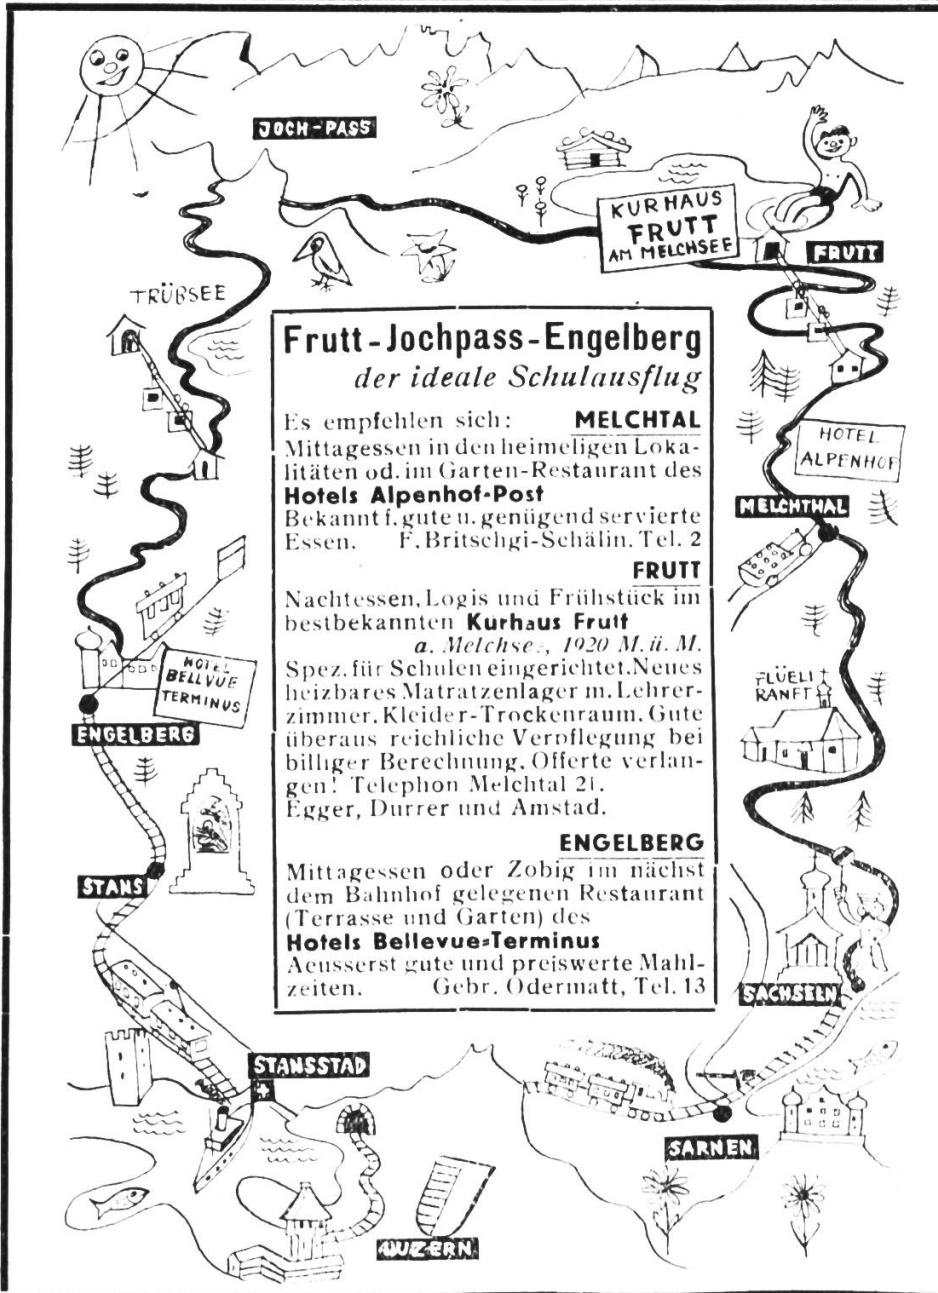 JOCH-PASS
KURHAUS
FRUTT
AM MELCHSEE
FRUTT
TRÜBSEE
Frutt-Jochpass-Engelberg
der ideale Schulausflug
Es empfehlen sich: MELCHTAL
Mittagessen in den heimeligen Loka-
litäten od. im Garten-Restaurant des
Hotels Alpenhof-Post
Bekannt f. gute u. genügend servierte
Essen. F. Britschgi-Schälin, Tel. 2
FRUTT
Nachtessen, Logis und Frühstück im
bestbekannten Kurhaus Frutt
a. Melchsee, 1920 M. ü. M.
Spez. für Schulen eingerichtet. Neues
heizbares Matratzenlager m. Lehrer-
zimmer. Kleider-Trockenraum. Gute
überaus reichliche Verpflegung bei
billiger Berechnung. Offerte verlan-
gen! Telephon Melchtal 21.
Egger, Durrer und Amstad.
ENGELBERG
Mittagessen oder Zobig im nächst
dem Bahnhof gelegenen Restaurant
(Terrasse und Garten) des
Hotels Bellevue=Terminus
Aeusserst gute und preiswerte Mahl-
zeiten. Gebr. Odermatt, Tel. 13
HOTEL
ALPENHOF
MELCHTHAL
HOTEL
BELLVUE
TERMINUS
ENGELBERG
FLÜELI
RANFT
STANS
SACHSELN
STANSSTAD
SARNEN
LUZERN